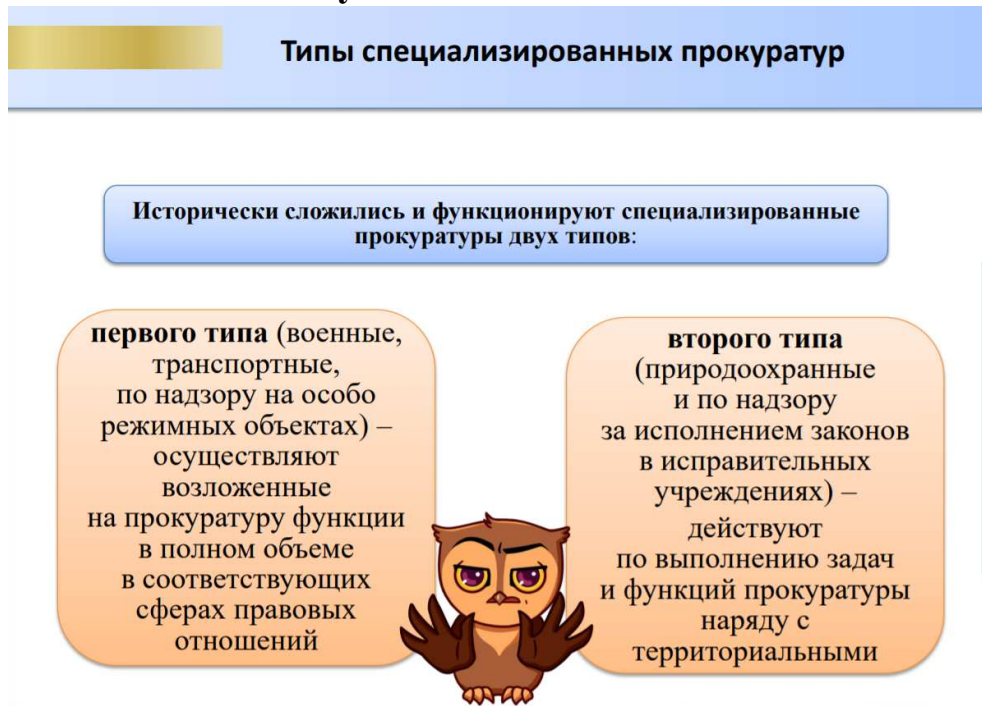 Типы специализированных прокуратур
Исторически сложились и функционируют специализированные
прокуратуры двух типов:
первого типа (военные,
транспортные,
по надзору на особо
режимных объектах) –
осуществляют
возложенные
на прокуратуру функции
в полном объеме
в соответствующих
сферах правовых
отношений
второго типа
(природоохранные
и по надзору
за исполнением законов
в исправительных
учреждениях) –
действуют
по выполнению задач
и функций прокуратуры
наряду с
территориальными